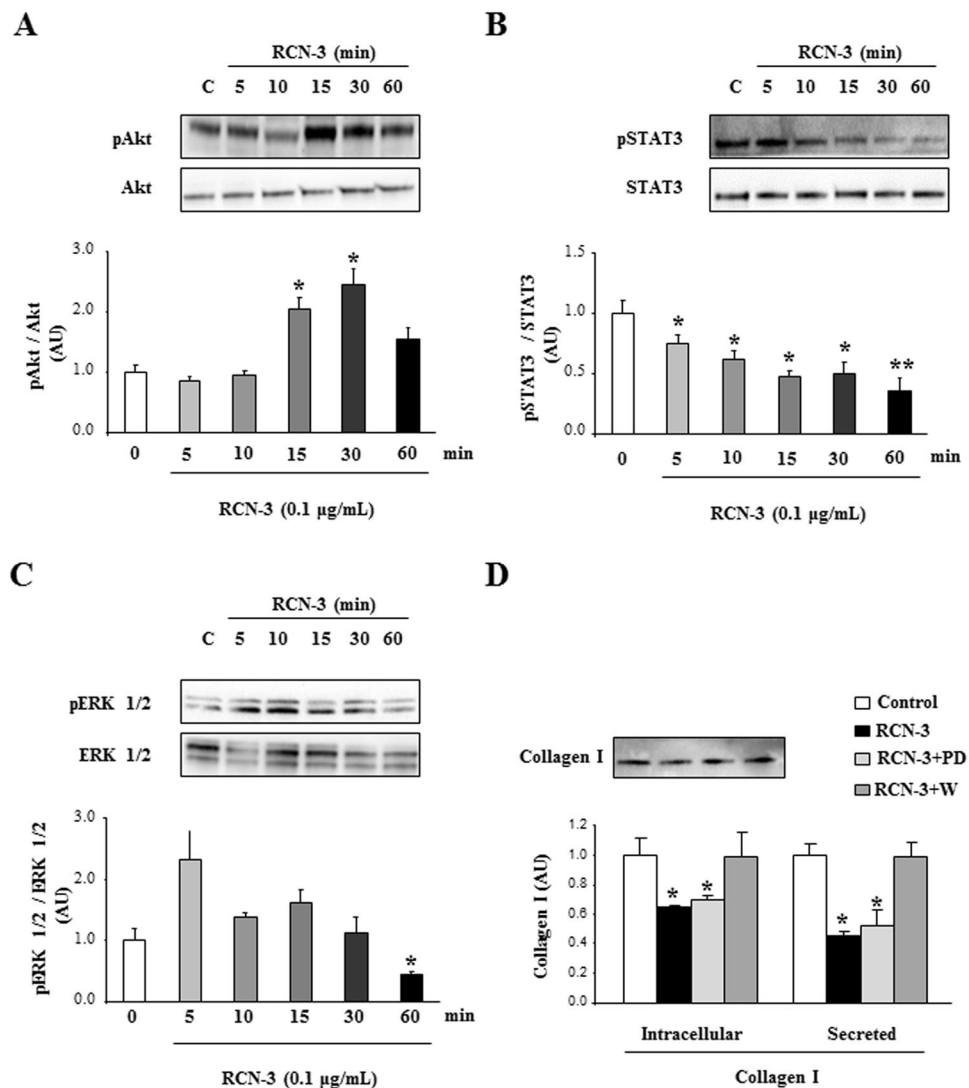 A
RCN-3 (min)
C 5 10 15 30 60
pAkt
Akt
pAkt / Akt
(AU)
3.0
2.0
1.0
0.0
* *
0 5 10 15 30 60 min
RCN-3 (0.1 µg/mL)
B
RCN-3 (min)
C 5 10 15 30 60
pSTAT3
STAT3
pSTAT3 / STAT3
(AU)
1.5
1.0
0.5
0.0
* * * * **
0 5 10 15 30 60 min
RCN-3 (0.1 µg/mL)
C
RCN-3 (min)
C 5 10 15 30 60
pERK 1/2
ERK 1/2
pERK 1/2 / ERK 1/2
(AU)
3.0
2.0
1.0
0.0
*
0 5 10 15 30 60 min
RCN-3 (0.1 µg/mL)
D
Control
RCN-3
RCN-3+PD
RCN-3+W
Collagen I
Collagen I (AU)
1.2
1.0
0.8
0.6
0.4
0.2
0.0
* * * *
Intracellular Secreted
Collagen I